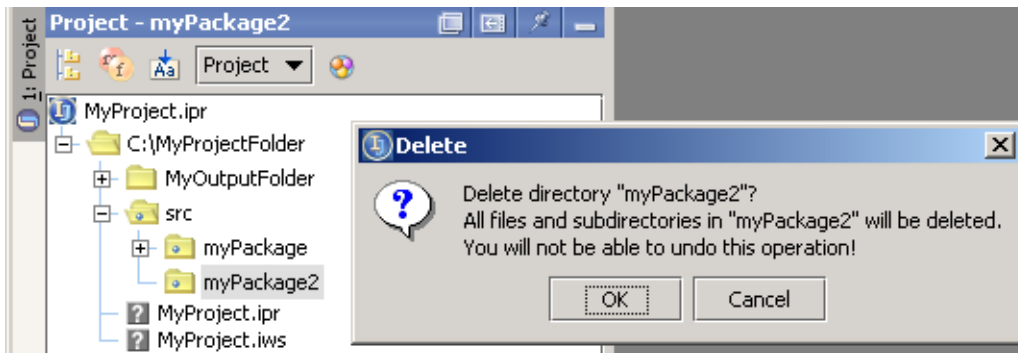 1: Project
Project - myPackage2
Project
MyProject.ipr
C:\MyProjectFolder
MyOutputFolder
src
myPackage
myPackage2
MyProject.ipr
MyProject.iws
Delete
Delete directory "myPackage2"?
All files and subdirectories in "myPackage2" will be deleted.
You will not be able to undo this operation!
OK
Cancel